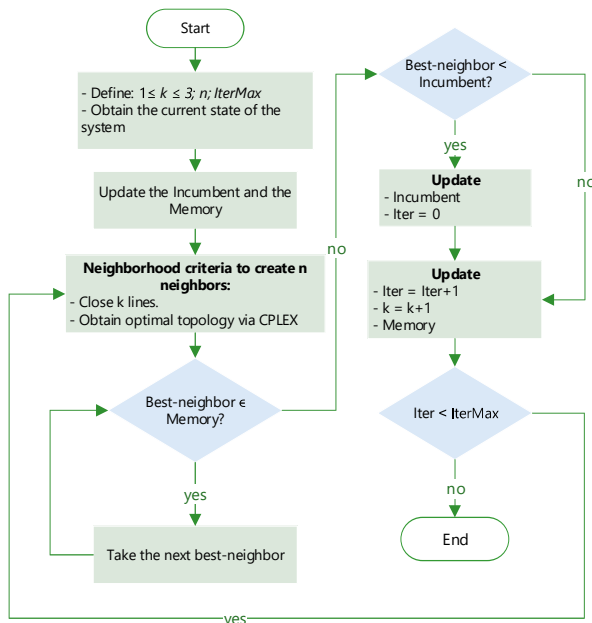 Start
- Define: 1≤ k ≤ 3; n; IterMax
- Obtain the current state of the
system
Update the Incumbent and the
Memory
Neighborhood criteria to create n
neighbors:
- Close k lines.
- Obtain optimal topology via CPLEX
Best-neighbor ϵ
Memory?
yes
Take the next best-neighbor
no
Best-neighbor <
Incumbent?
yes
no
Update
- Incumbent
- Iter = 0
Update
- Iter = Iter+1
- k = k+1
- Memory
Iter < IterMax
no
End
yes